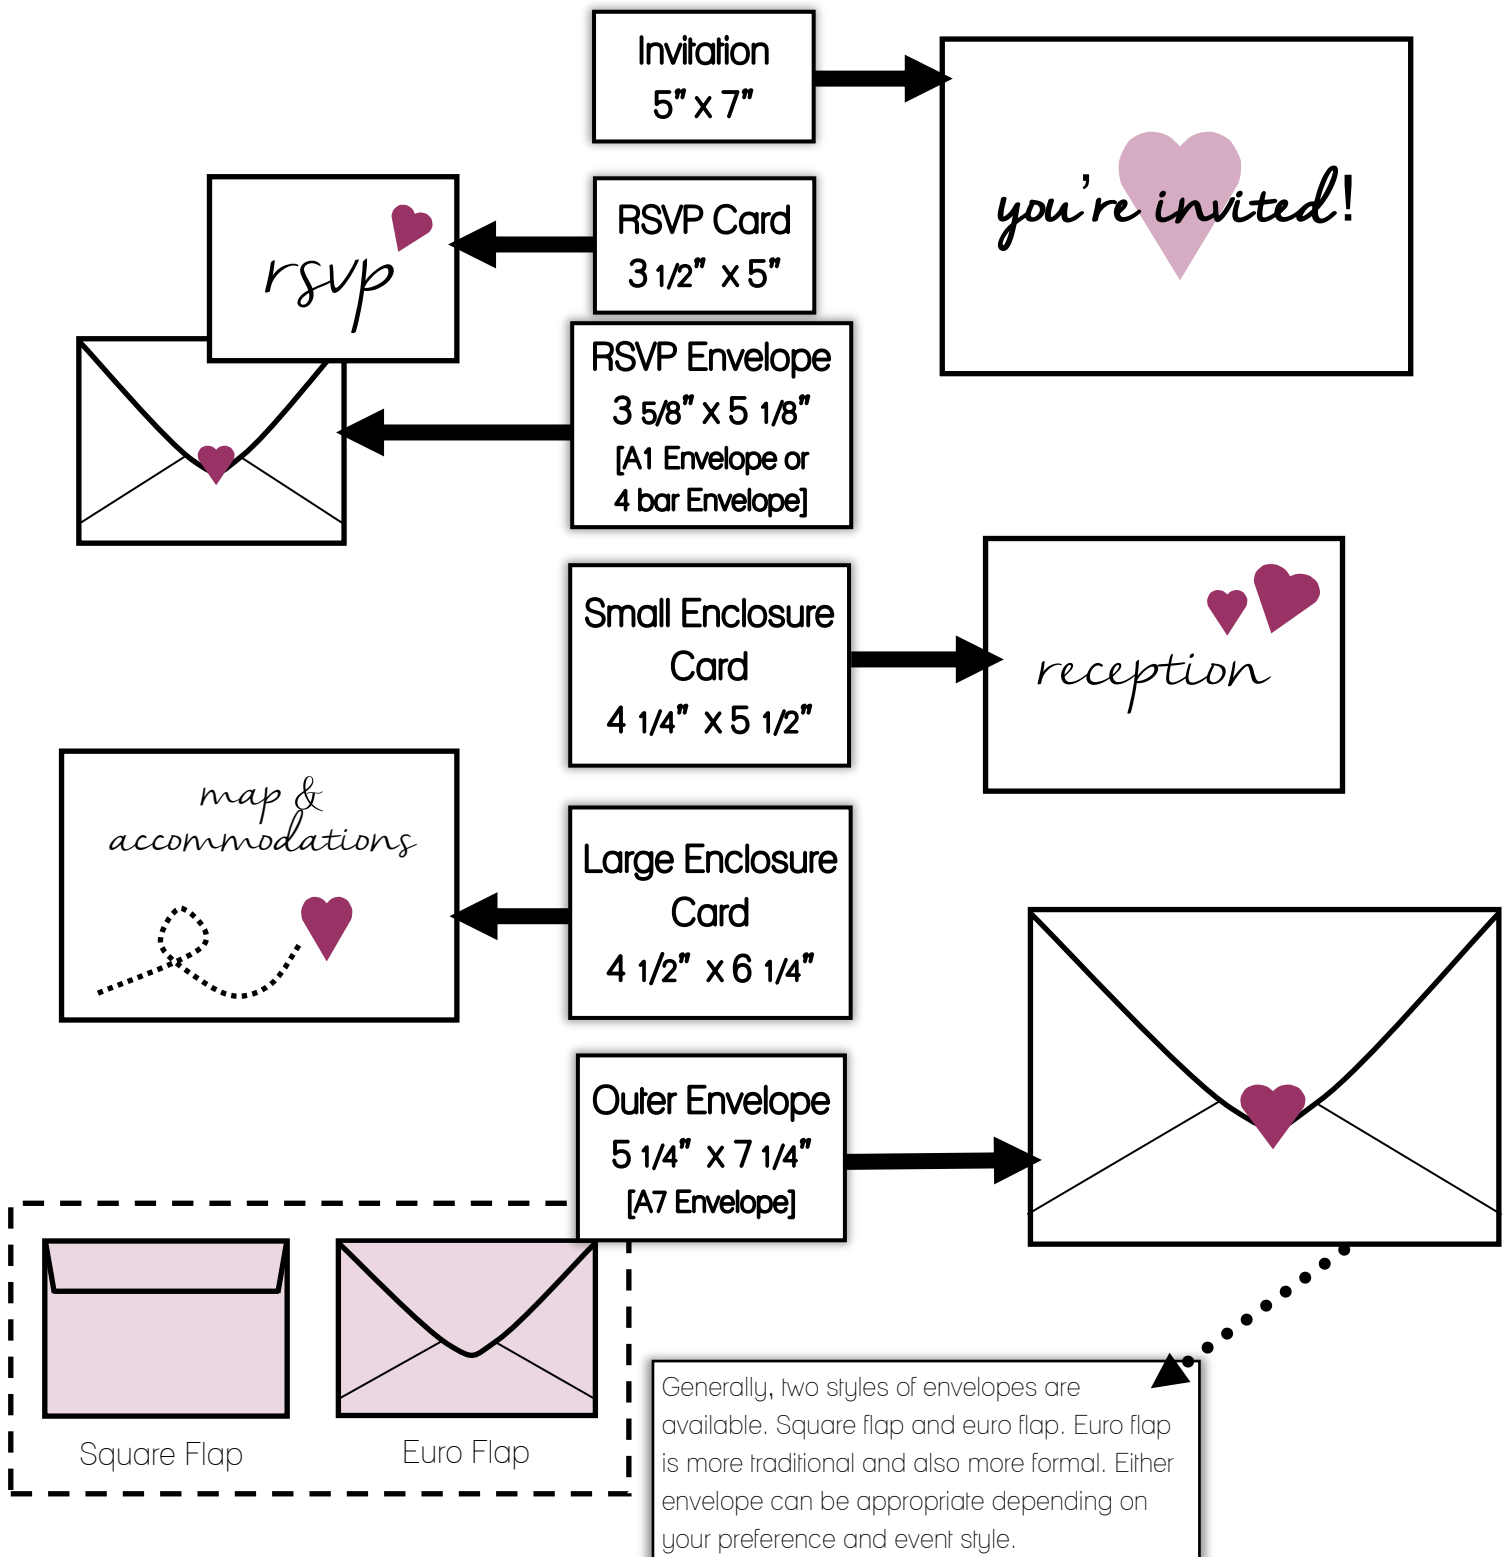 Invitation
5" x 7"
you're invited!
RSVP Card
3 1/2" x 5"
rsvp
RSVP Envelope
3 5/8" x 5 1/8"
[A1 Envelope or
4 bar Envelope]
Small Enclosure
Card
4 1/4" x 5 1/2"
reception
map &
accommodations
Large Enclosure
Card
4 1/2" x 6 1/4"
Outer Envelope
5 1/4" x 7 1/4"
[A7 Envelope]
Square Flap
Euro Flap
Generally, two styles of envelopes are
available. Square flap and euro flap. Euro flap
is more traditional and also more formal. Either
envelope can be appropriate depending on
your preference and event style.